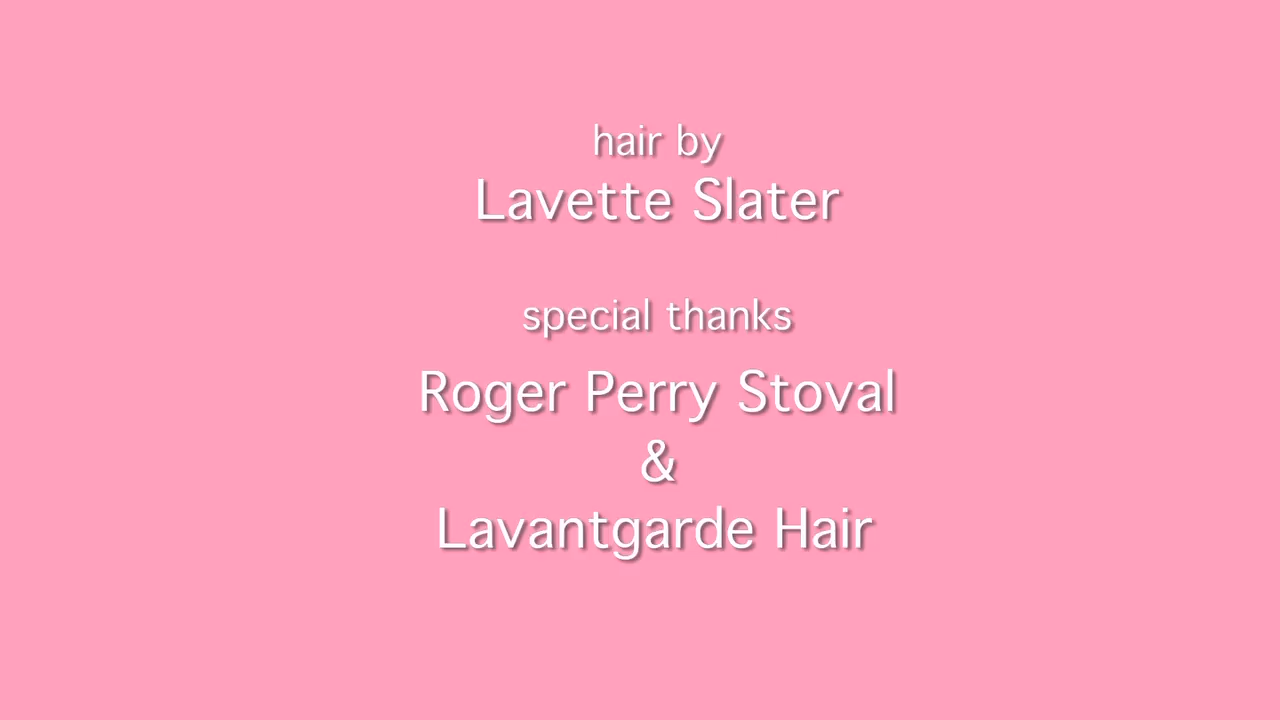 hair by
Lavette Slater
special thanks
Roger Perry Stoval
&
Lavantgarde Hair